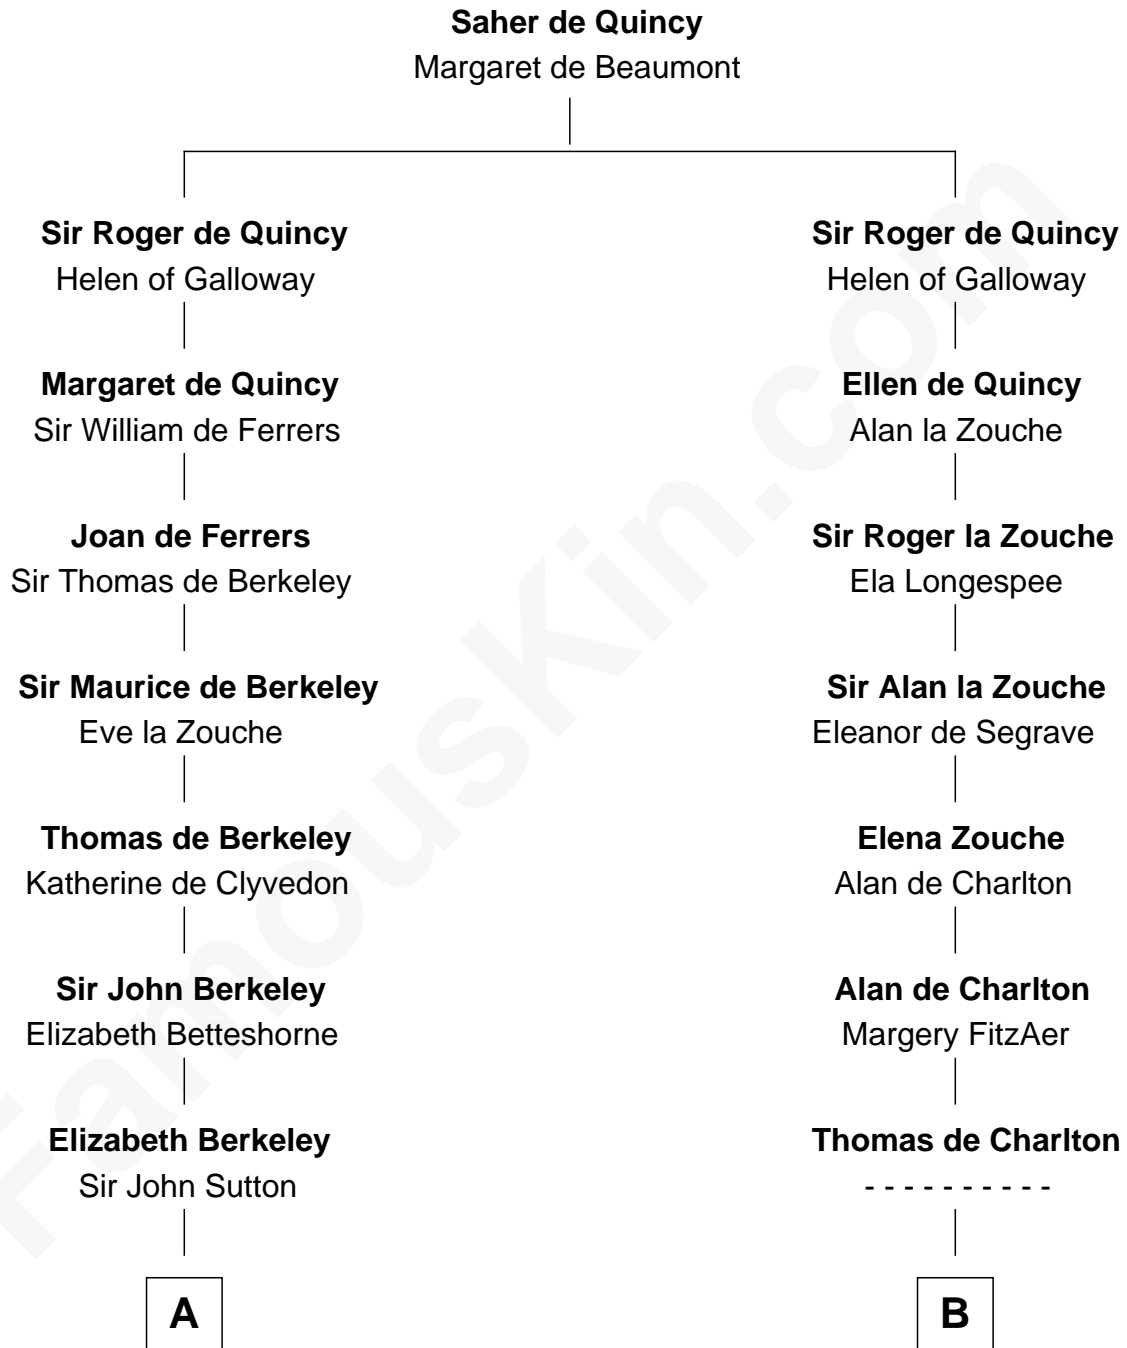 Saher de Quincy
Margaret de Beaumont
Sir Roger de Quincy
Helen of Galloway
Margaret de Quincy
Sir William de Ferrers
Joan de Ferrers
Sir Thomas de Berkeley
Sir Maurice de Berkeley
Eve la Zouche
Thomas de Berkeley
Katherine de Clyvedon
Sir John Berkeley
Elizabeth Betteshorne
Elizabeth Berkeley
Sir John Sutton
A
Sir Roger de Quincy
Helen of Galloway
Ellen de Quincy
Alan la Zouche
Sir Roger la Zouche
Ela Longespee
Sir Alan la Zouche
Eleanor de Segrave
Elena Zouche
Alan de Charlton
Alan de Charlton
Margery FitzAer
Thomas de Charlton
- - - - - - - - - -
B
FamousKin.com